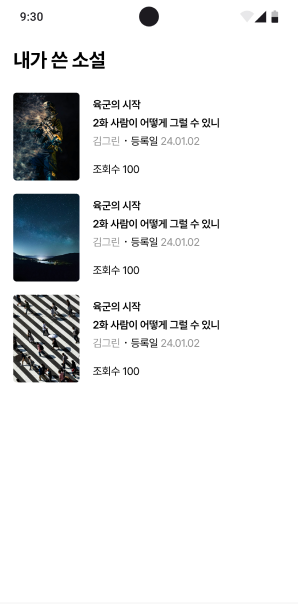 9:30
내가 쓴 소설
육군의 시작
2화 사람이 어떻게 그럴 수 있니
김그린 · 등록일 24.01.02
조회수 100
육군의 시작
2화 사람이 어떻게 그럴 수 있니
김그린 · 등록일 24.01.02
조회수 100
육군의 시작
2화 사람이 어떻게 그럴 수 있니
김그린 · 등록일 24.01.02
조회수 100